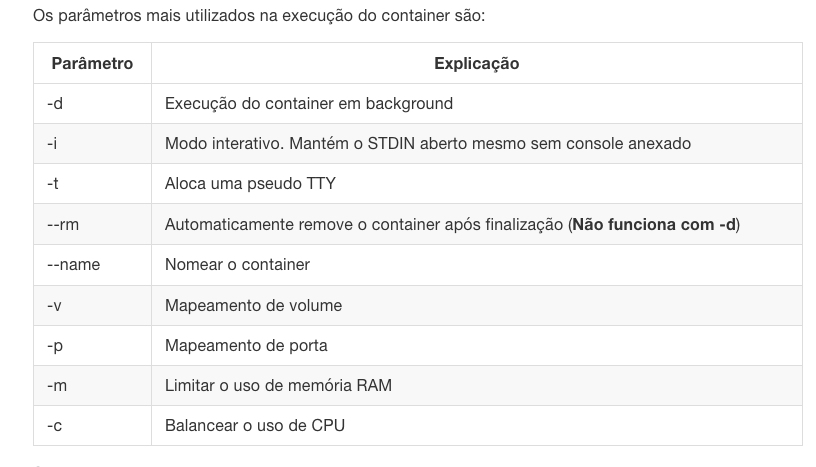 Os parâmetros mais utilizados na execução do container são:
Parâmetro Explicação
-d Execução do container em background
-i Modo interativo. Mantém o STDIN aberto mesmo sem console anexado
-t Aloca uma pseudo TTY
--rm Automaticamente remove o container após finalização (Não funciona com -d)
--name Nomear o container
-v Mapeamento de volume
-p Mapeamento de porta
-m Limitar o uso de memória RAM
-c Balancear o uso de CPU